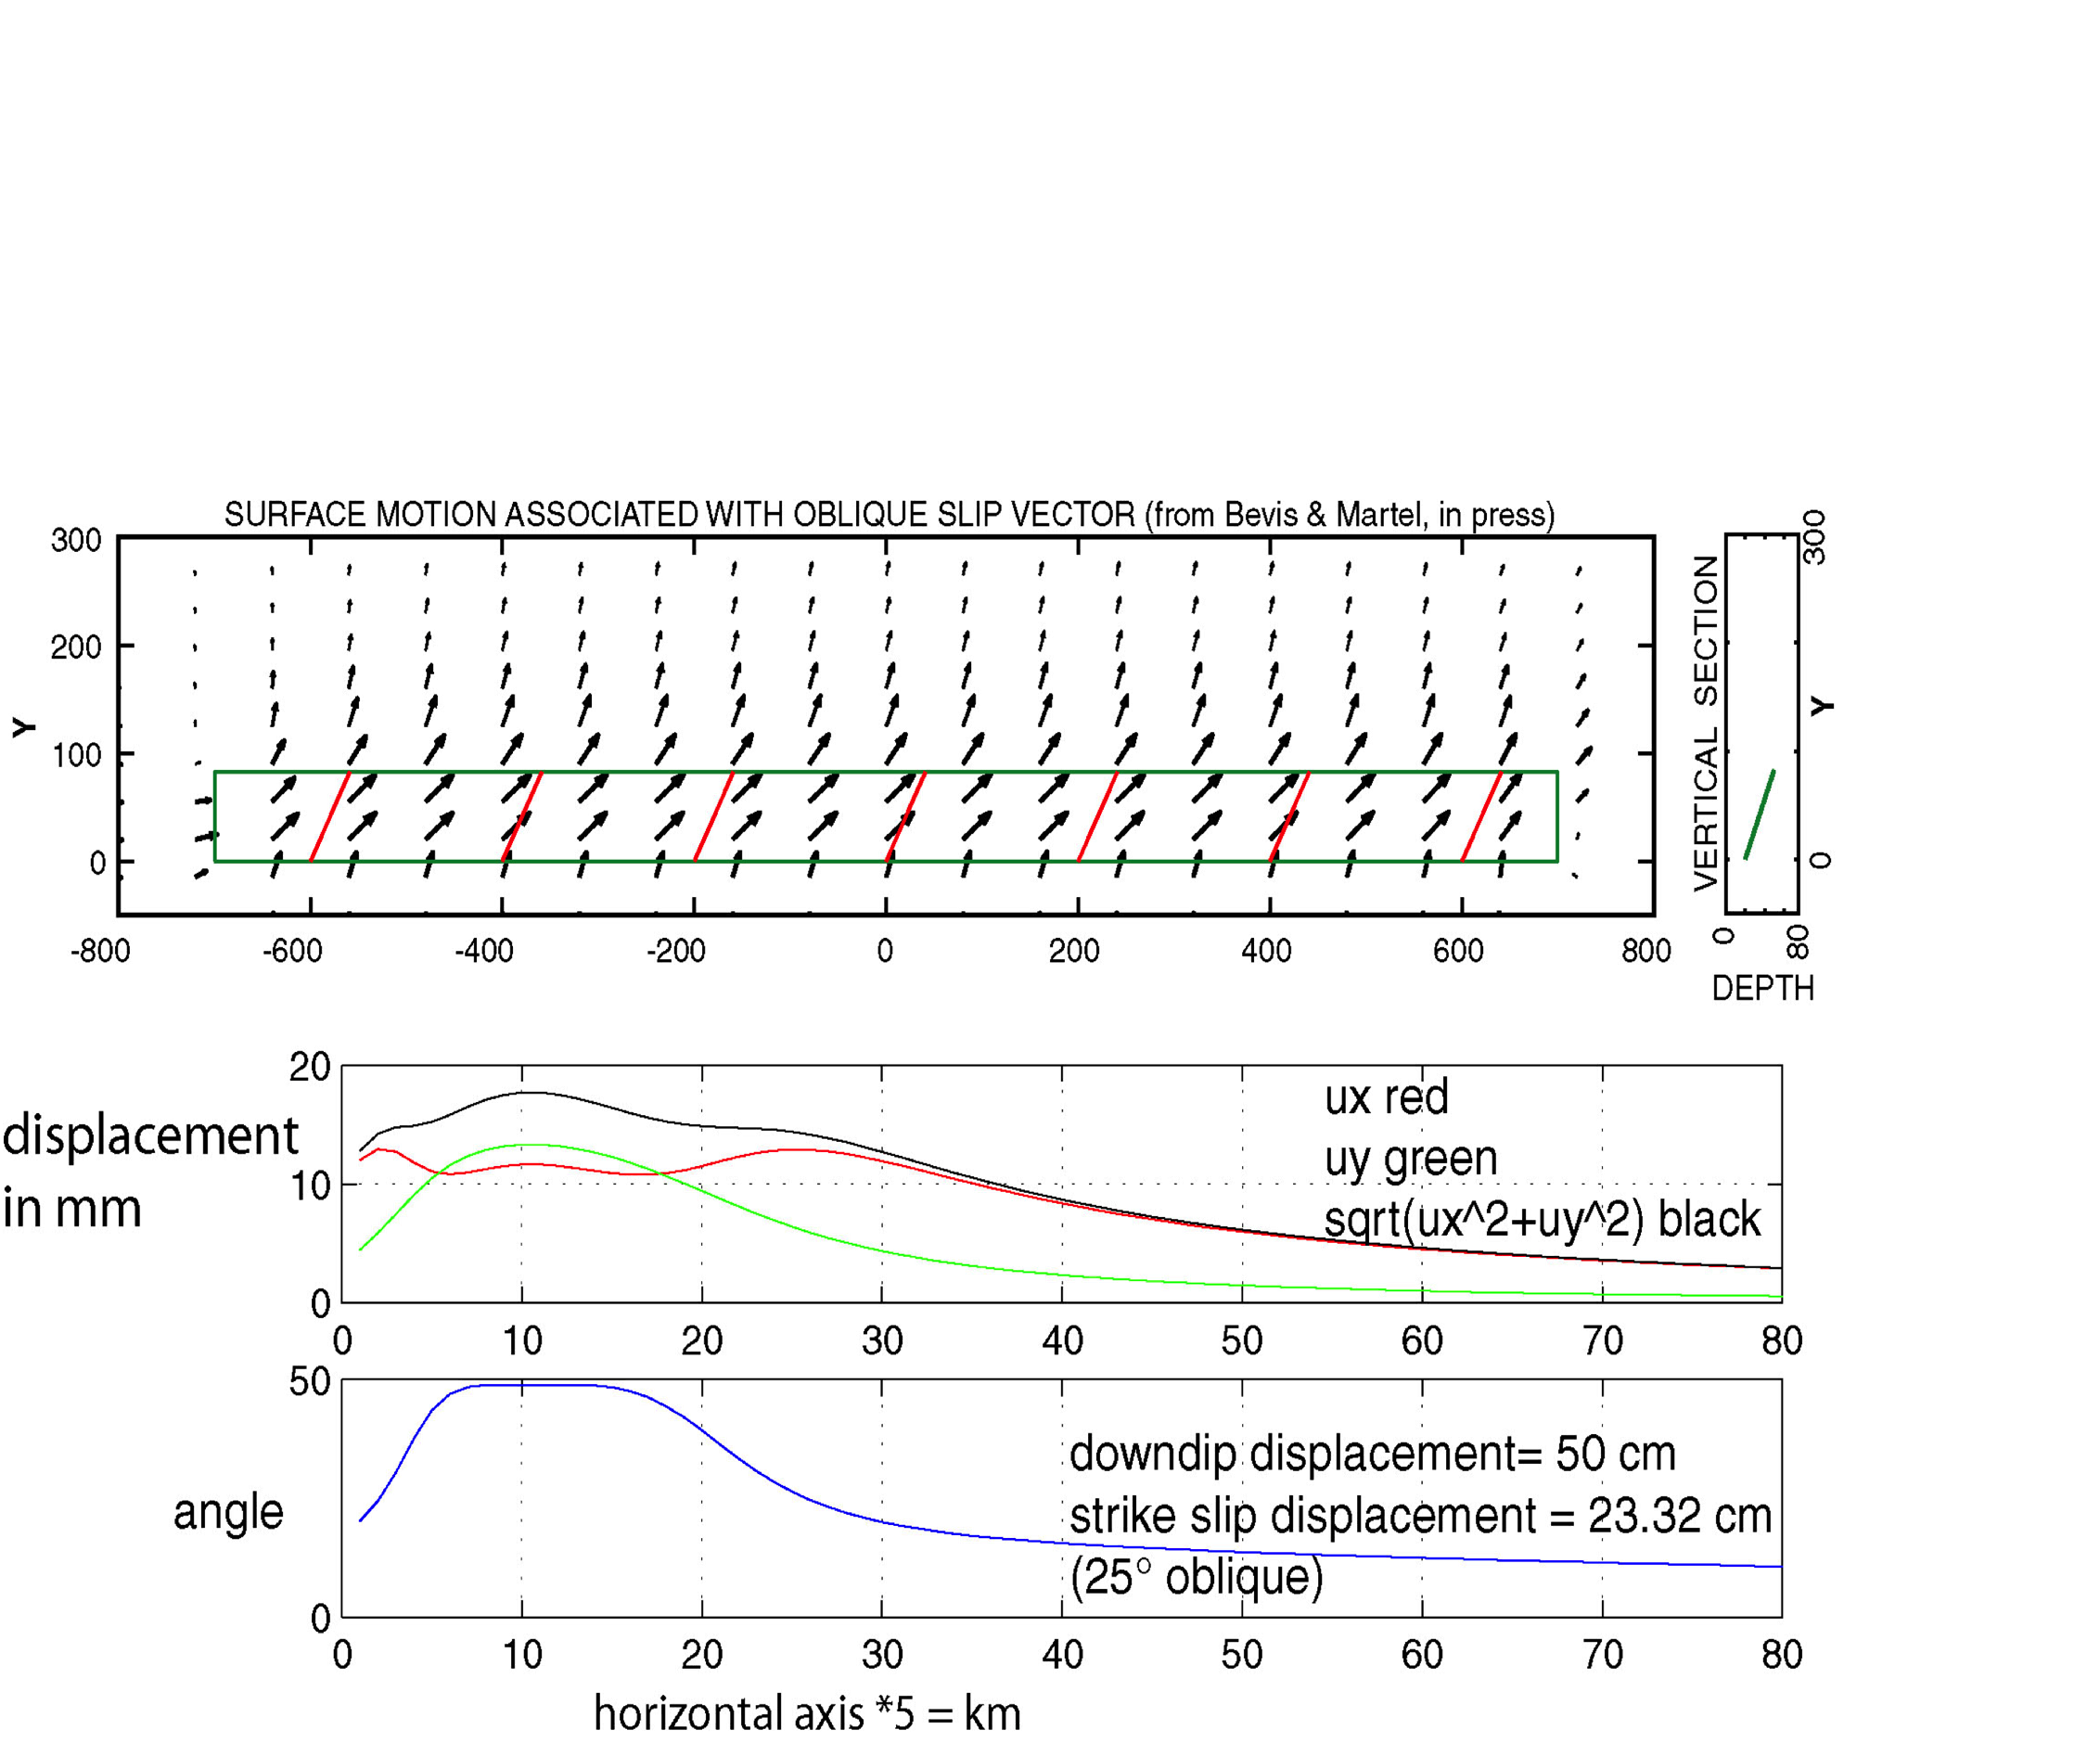 SURFACE MOTION ASSOCIATED WITH OBLIQUE SLIP VECTOR (from Bevis & Martel, in press)
300
200
100
0
Y
-800 -600 -400 -200 0 200 400 600 800
VERTICAL SECTION
300
Y
0
0 80
DEPTH
displacement
in mm
20
10
0
ux red
uy green
sqrt(ux^2+uy^2) black
0 10 20 30 40 50 60 70 80
angle
50
0
downdip displacement= 50 cm
strike slip displacement = 23.32 cm
(25° oblique)
0 10 20 30 40 50 60 70 80
horizontal axis *5 = km